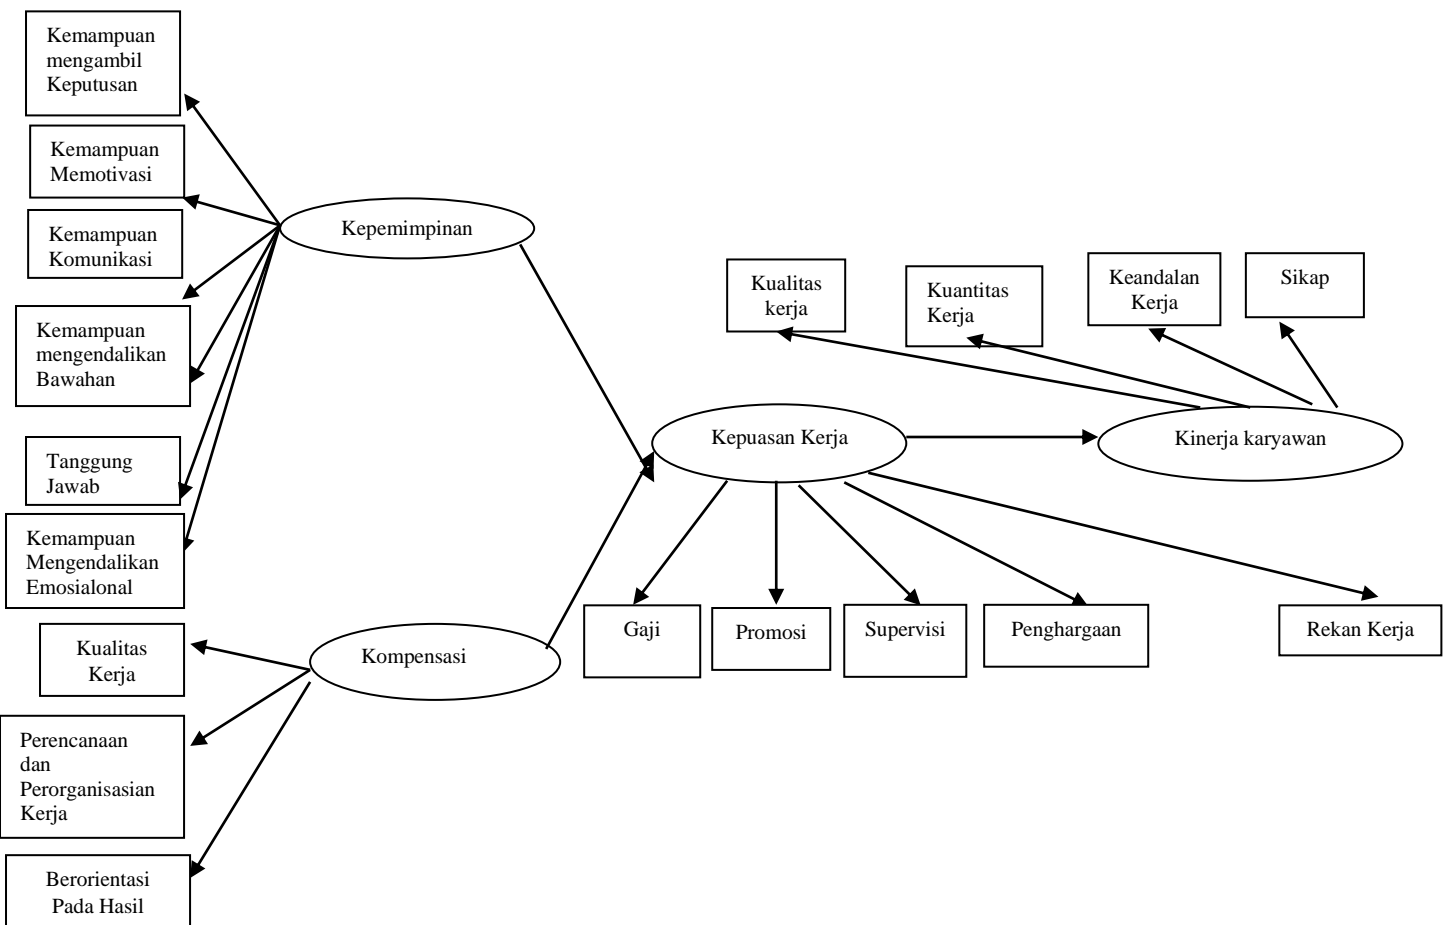 Kemampuan
mengambil
Keputusan
Kemampuan
Memotivasi
Kemampuan
Komunikasi
Kemampuan
mengendalikan
Bawahan
Tanggung
Jawab
Kemampuan
Mengendalikan
Emosialonal
Kualitas
Kerja
Perencanaan
dan
Perorganisasian
Kerja
Berorientasi
Pada Hasil
Kepemimpinan
Kompensasi
Kepuasan Kerja
Kualitas
kerja
Kuantitas
Kerja
Keandalan
Kerja
Sikap
Kinerja karyawan
Gaji
Promosi
Supervisi
Penghargaan
Rekan Kerja